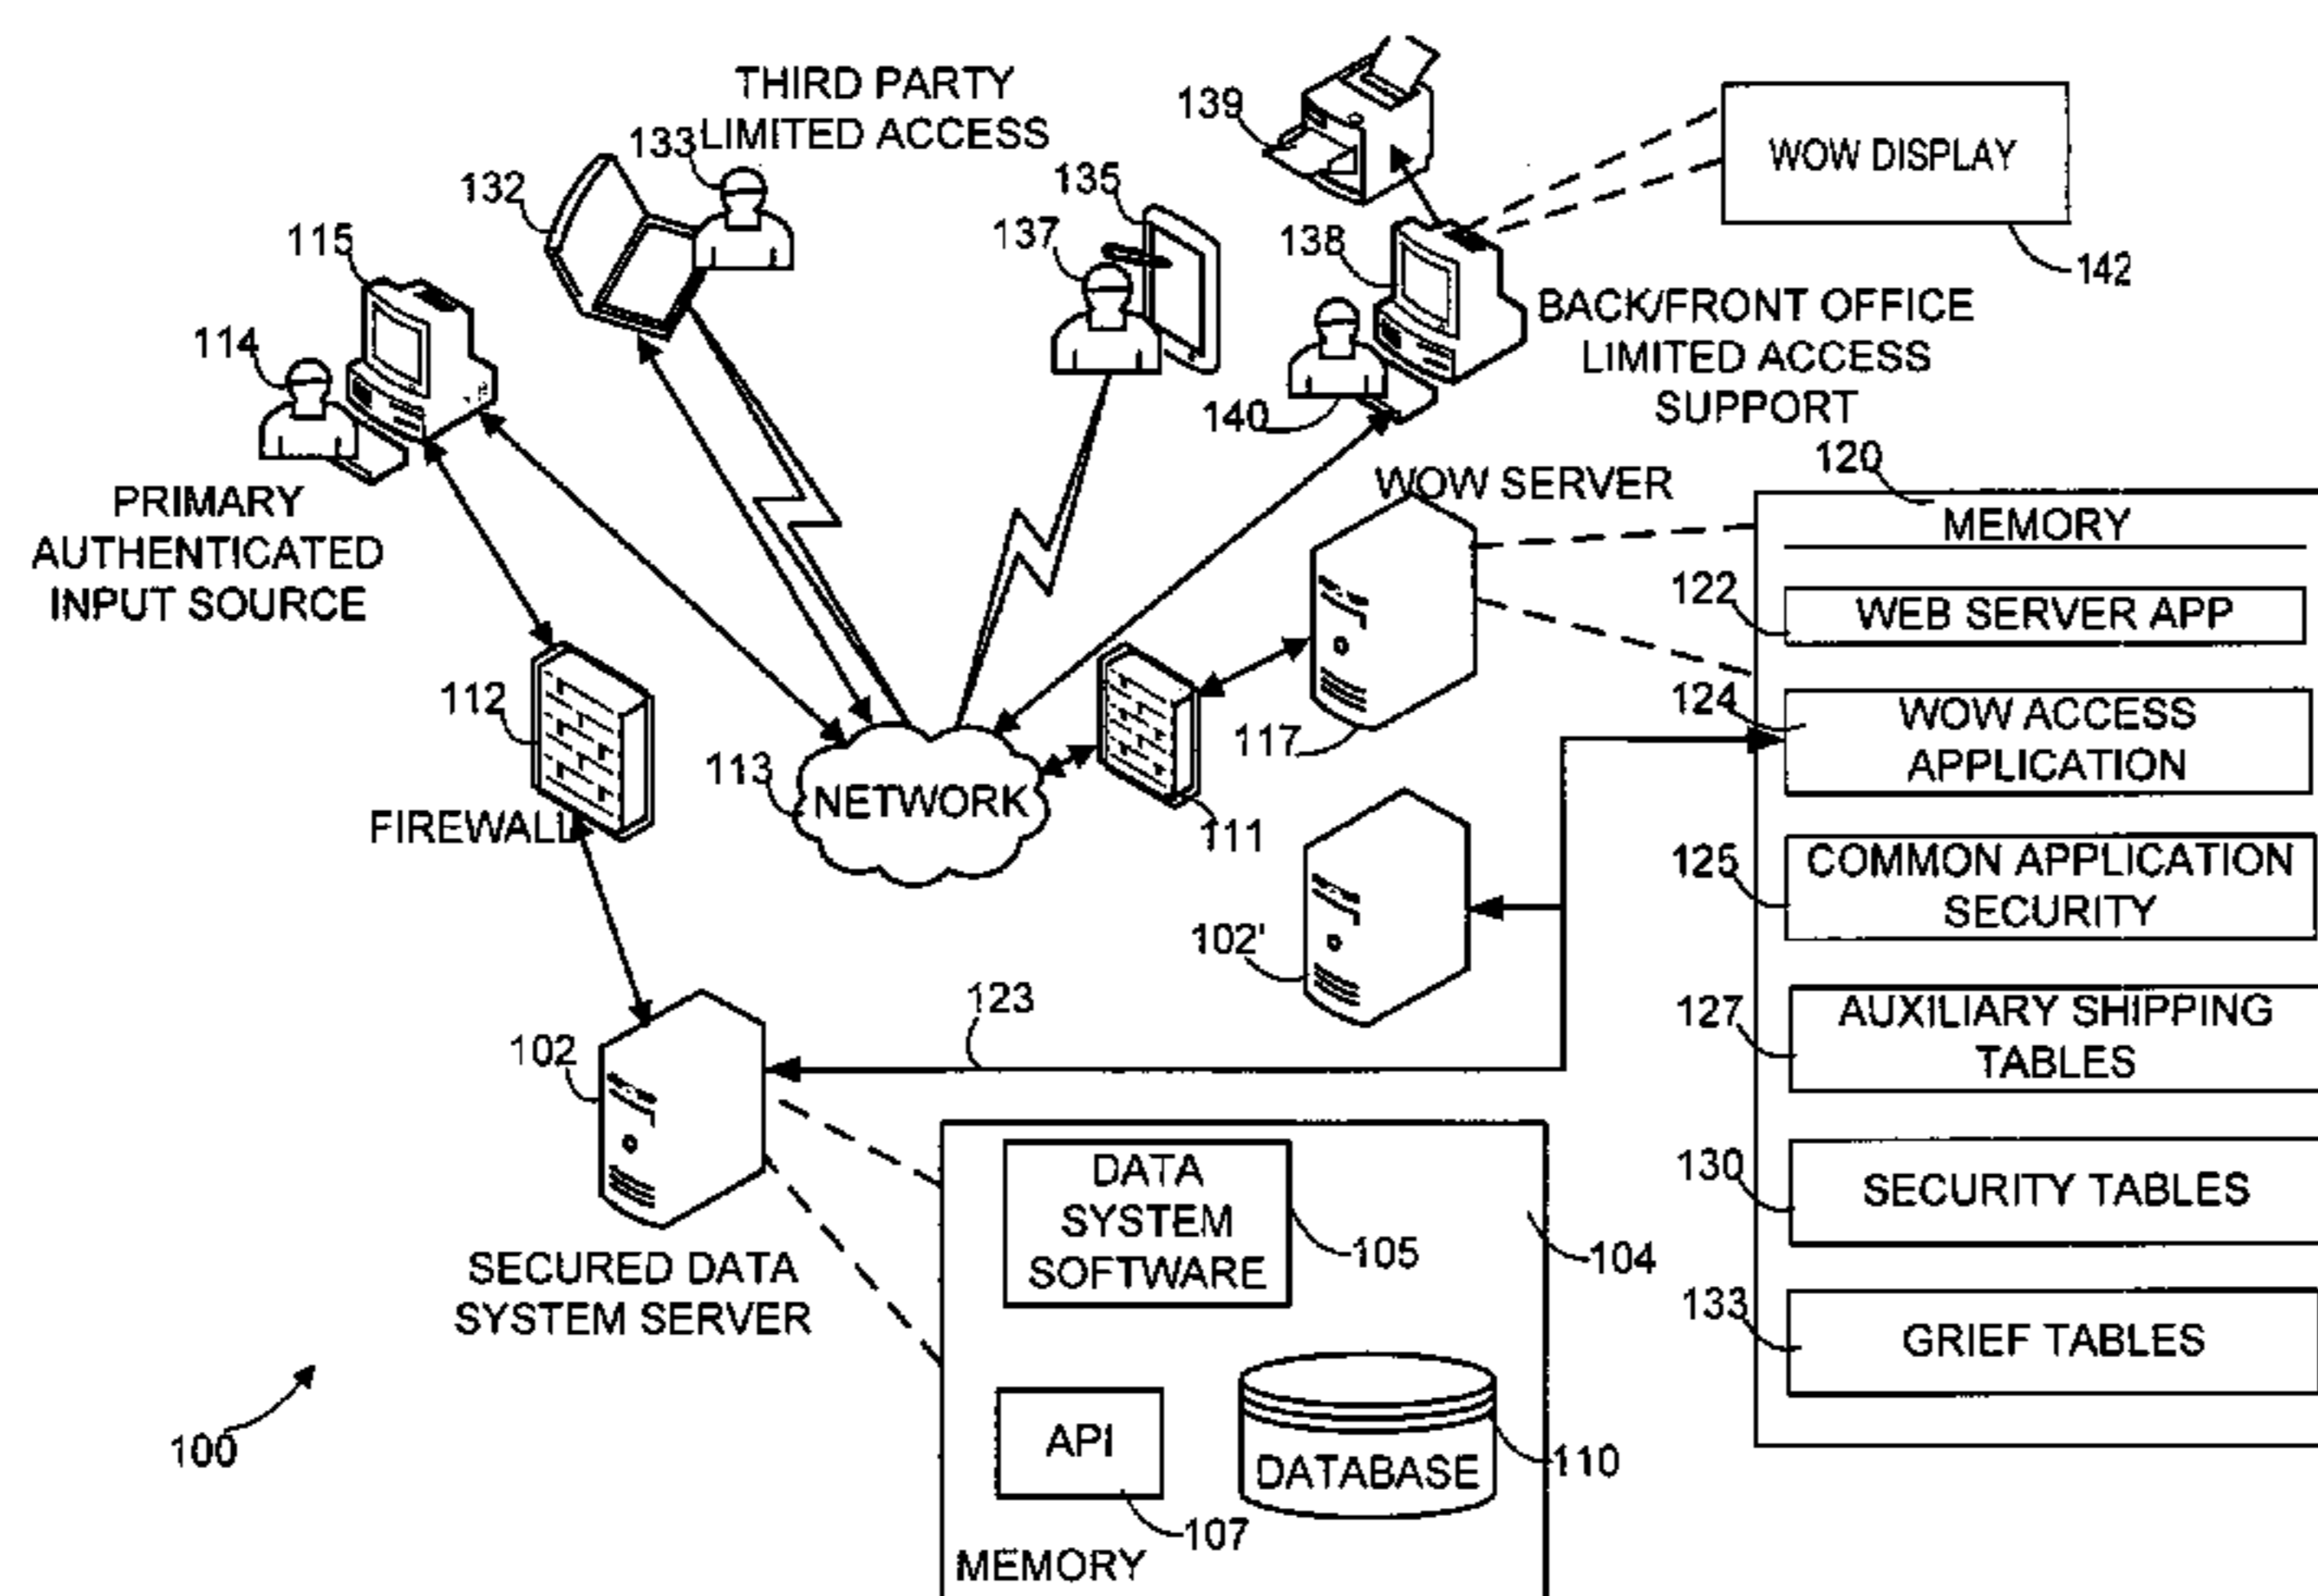 THIRD PARTY
LIMITED ACCESS
133
132
115
114
PRIMARY
AUTHENTICATED
INPUT SOURCE
135
137
139
138
140
WOW DISPLAY
142
BACK/FRONT OFFICE
LIMITED ACCESS
SUPPORT
WOW SERVER
117
112
FIREWALL
113
NETWORK
111
102'
120
MEMORY
122
WEB SERVER APP
124
WOW ACCESS
APPLICATION
125
COMMON APPLICATION
SECURITY
127
AUXILIARY SHIPPING
TABLES
130
SECURITY TABLES
133
GRIEF TABLES
123
102
SECURED DATA
SYSTEM SERVER
DATA
SYSTEM
SOFTWARE
105
104
API
107
DATABASE
110
MEMORY
100